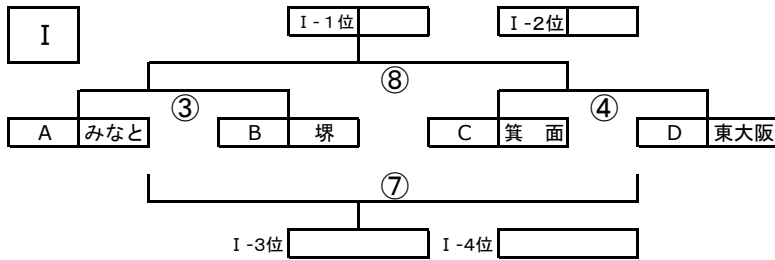 I
I-1位 I-2位
⑧
③ ④
A みなと B 堺 C 箕 面 D 東大阪
⑦
I-3位 I-4位